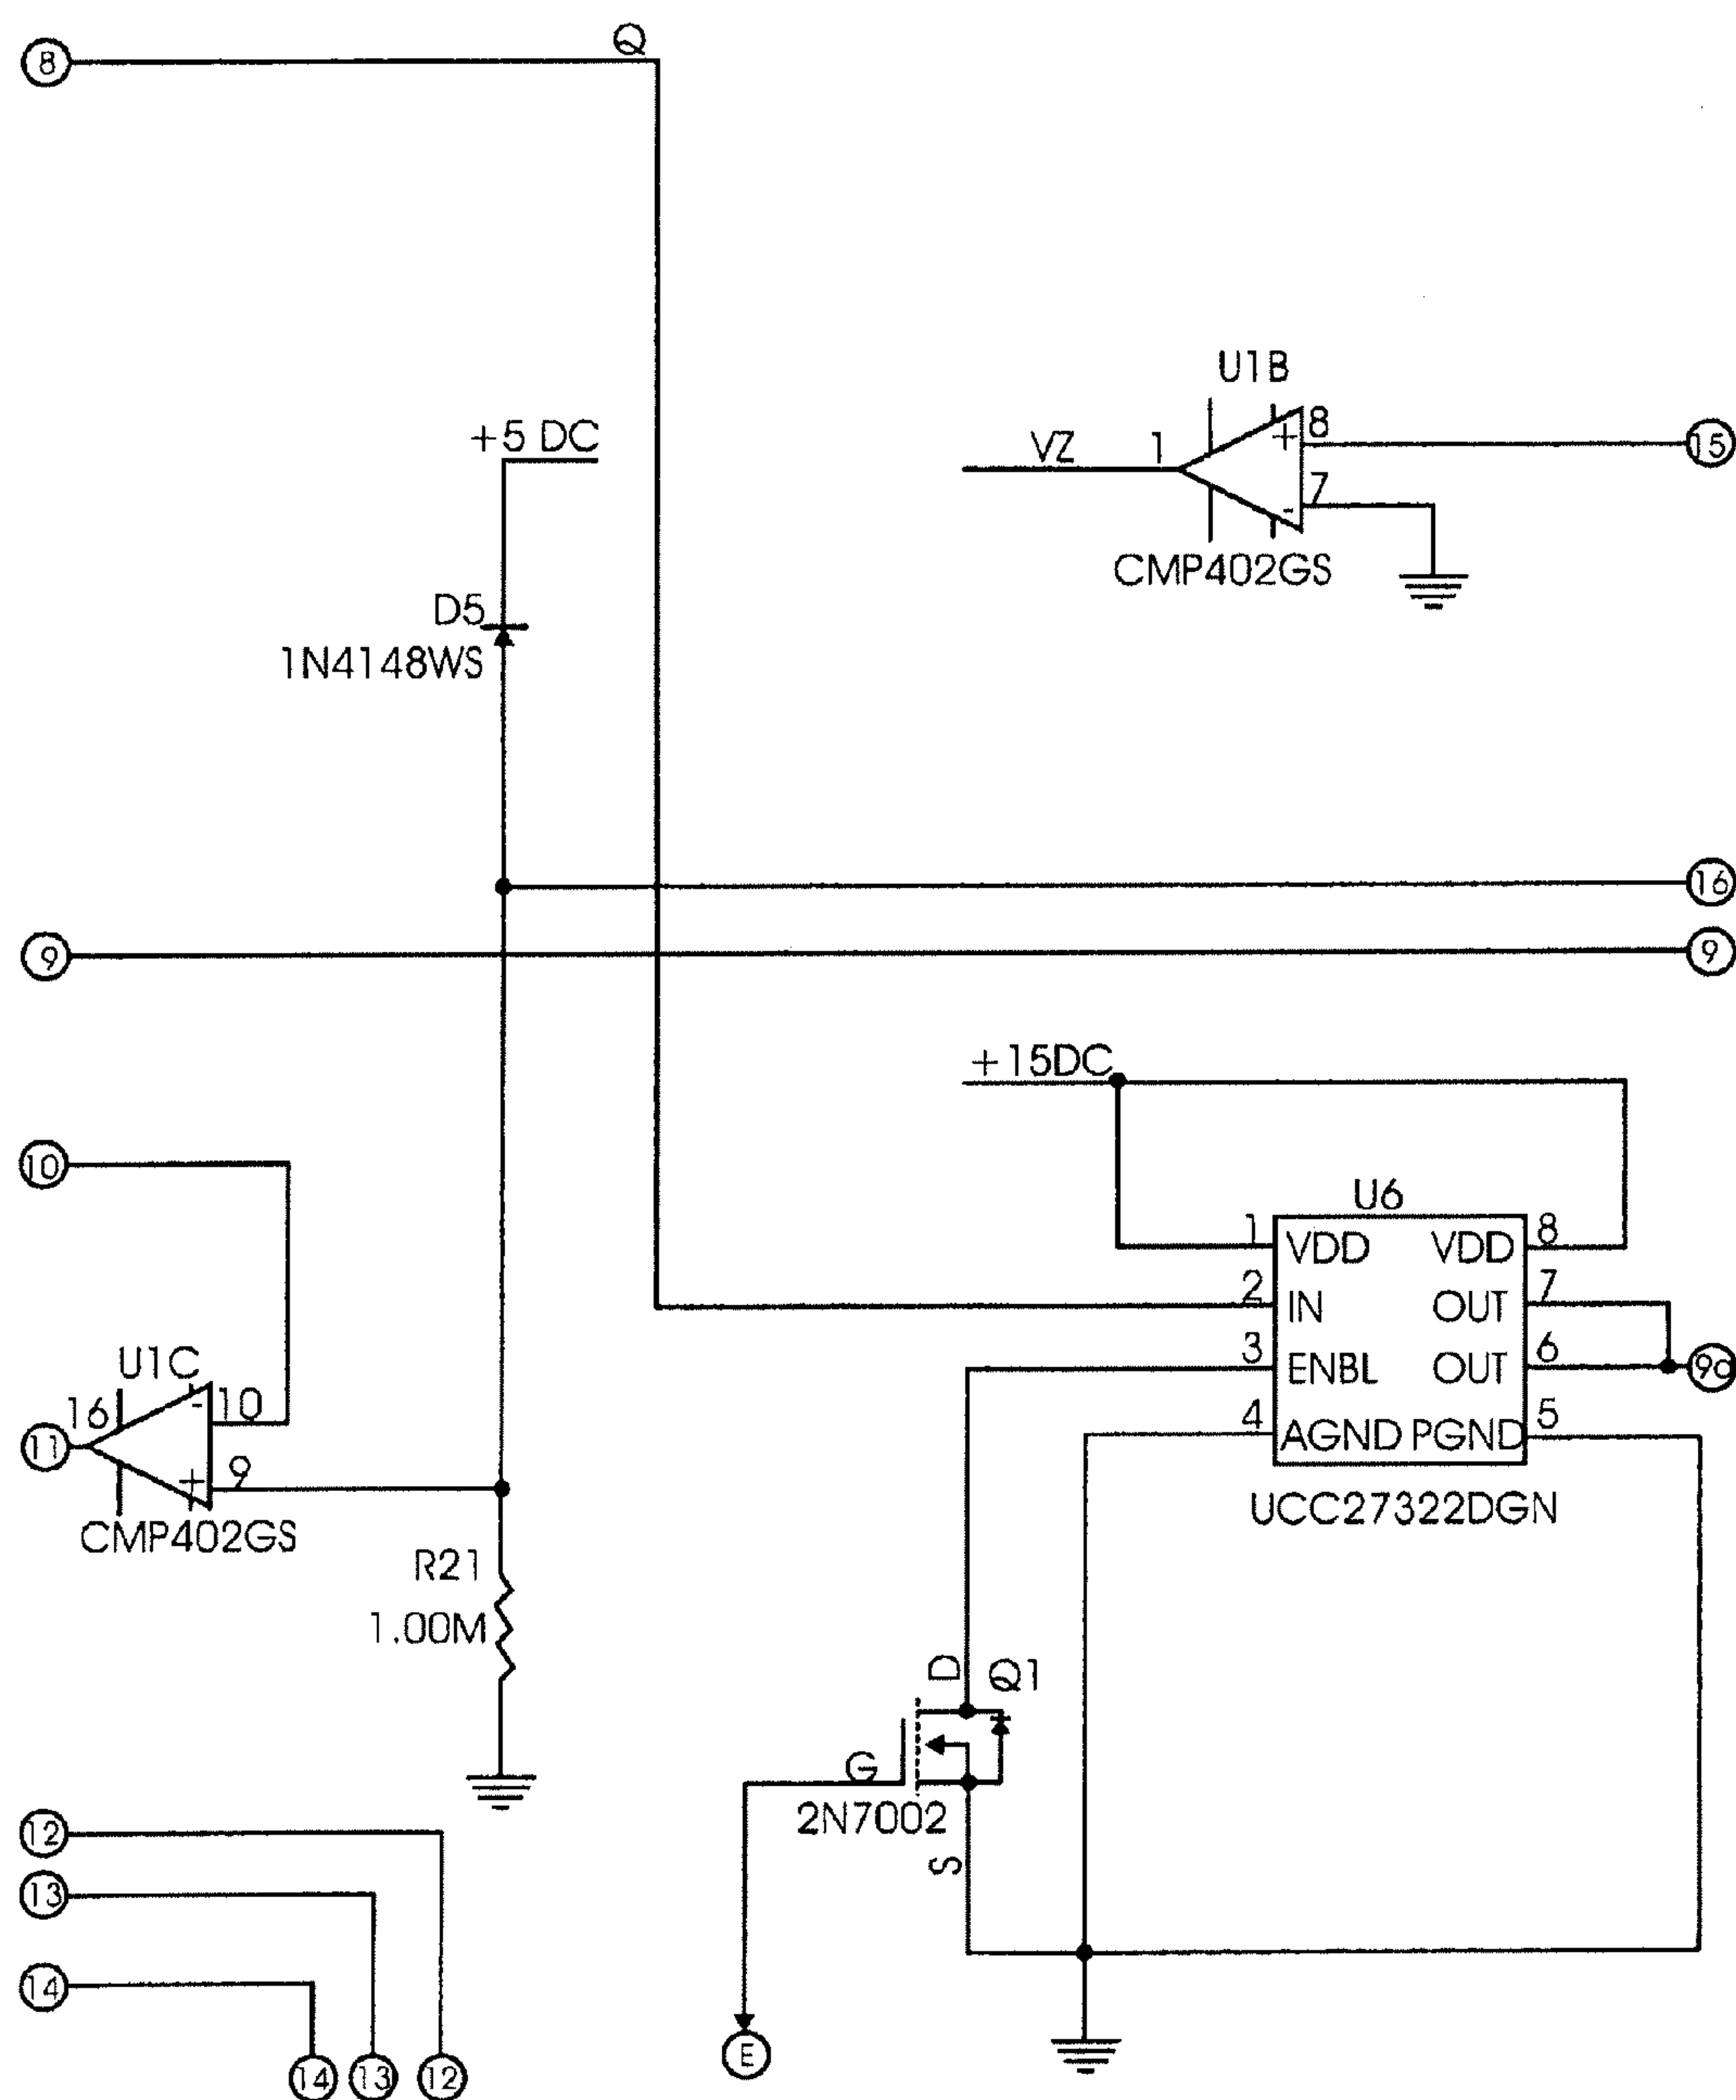 8
Q
U1B
+5 DC
VZ 1 + 8 15
- 7
CMP402GS
D5
1N4148WS
16
9 9
+15DC
10
U6
1 VDD VDD 8
2 IN OUT 7
3 ENBL OUT 6
4 AGND PGND 5
UCC27322DGN
U1C
16 - 10
11
+ 9
CMP402GS
R21
1.00M
D Q1
G
2N7002
S
12
13
14
14 13 12
E